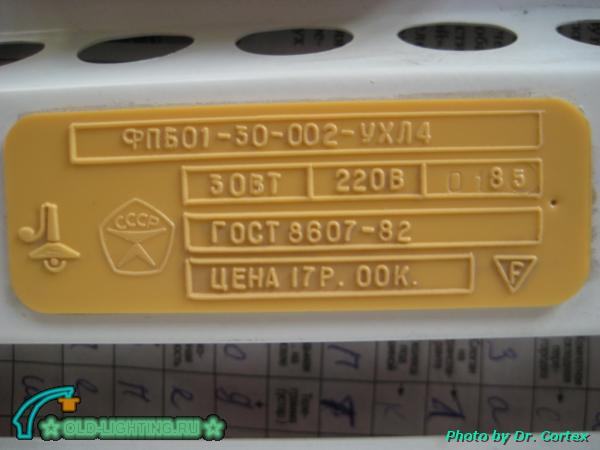 ФПБ01-30-002-УХЛ4
30ВТ 220В 0185
СССР
ГОСТ 8607-82
ЦЕНА 17Р. 00К.
F
OLD-LIGHTING.RU
Photo by Dr. Cortex